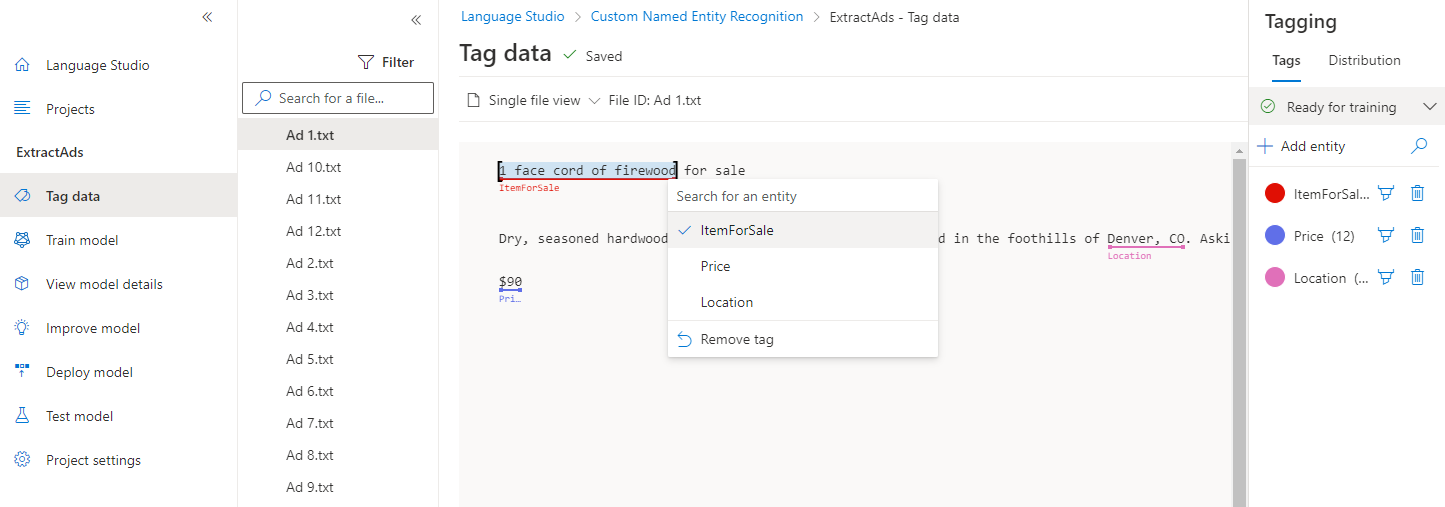 Language Studio
Projects
ExtractAds
Tag data
Train model
View model details
Improve model
Deploy model
Test model
Project settings
Filter
Search for a file...
Ad 1.txt
Ad 10.txt
Ad 11.txt
Ad 12.txt
Ad 2.txt
Ad 3.txt
Ad 4.txt
Ad 5.txt
Ad 6.txt
Ad 7.txt
Ad 8.txt
Ad 9.txt
Language Studio > Custom Named Entity Recognition > ExtractAds - Tag data
Tag data Saved
Single file view File ID: Ad 1.txt
1 face cord of firewood for sale
ItemForSale
Dry, seasoned hardwood d in the foothills of Denver, CO. Aski
Location
$90
Pri...
Search for an entity
ItemForSale
Price
Location
Remove tag
Tagging
Tags Distribution
Ready for training
Add entity
ItemForSal...
Price (12)
Location (...